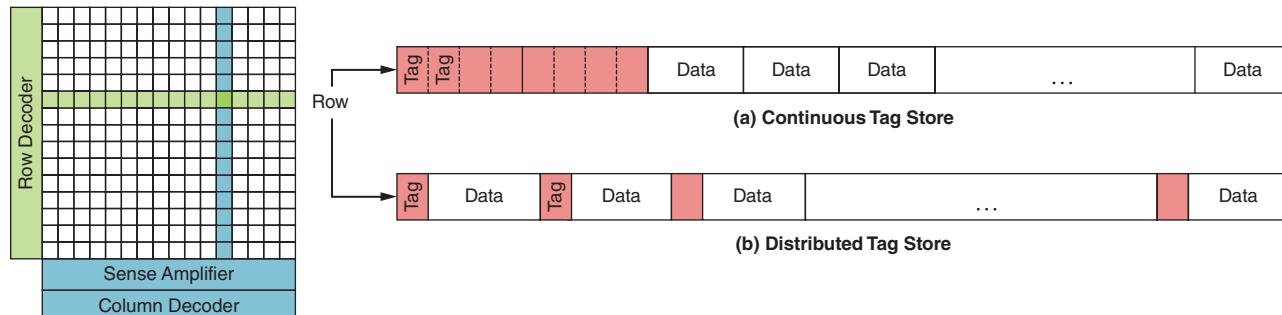 Row Decoder
Sense Amplifier
Column Decoder
Row
Tag
Tag
Data
Data
Data
...
Data
(a) Continuous Tag Store
Tag
Data
Tag
Data
Data
...
Data
(b) Distributed Tag Store